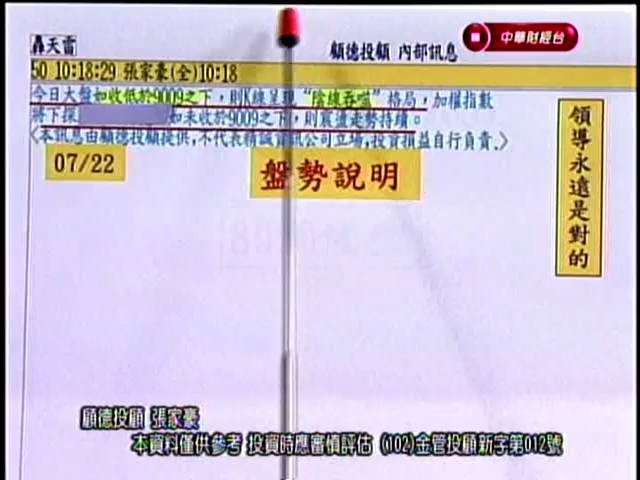 轟天雷
顧德投顧 內部訊息
中華財經台
50 10:18:29 張家豪(全)10:18
今日大盤如收低於9009之下，則K線呈現“陰線吞噬”格局，加權指數
將下探 如未收於9009之下，則震盪走勢持續。
〈本訊息由顧德投顧提供,不代表精誠資訊公司立場,投資損益自行負責.〉
07/22
盤勢說明
領導永遠是對的
顧德投顧 張家豪
本資料僅供參考 投資時應審慎評估 (102)金管投顧新字第012號